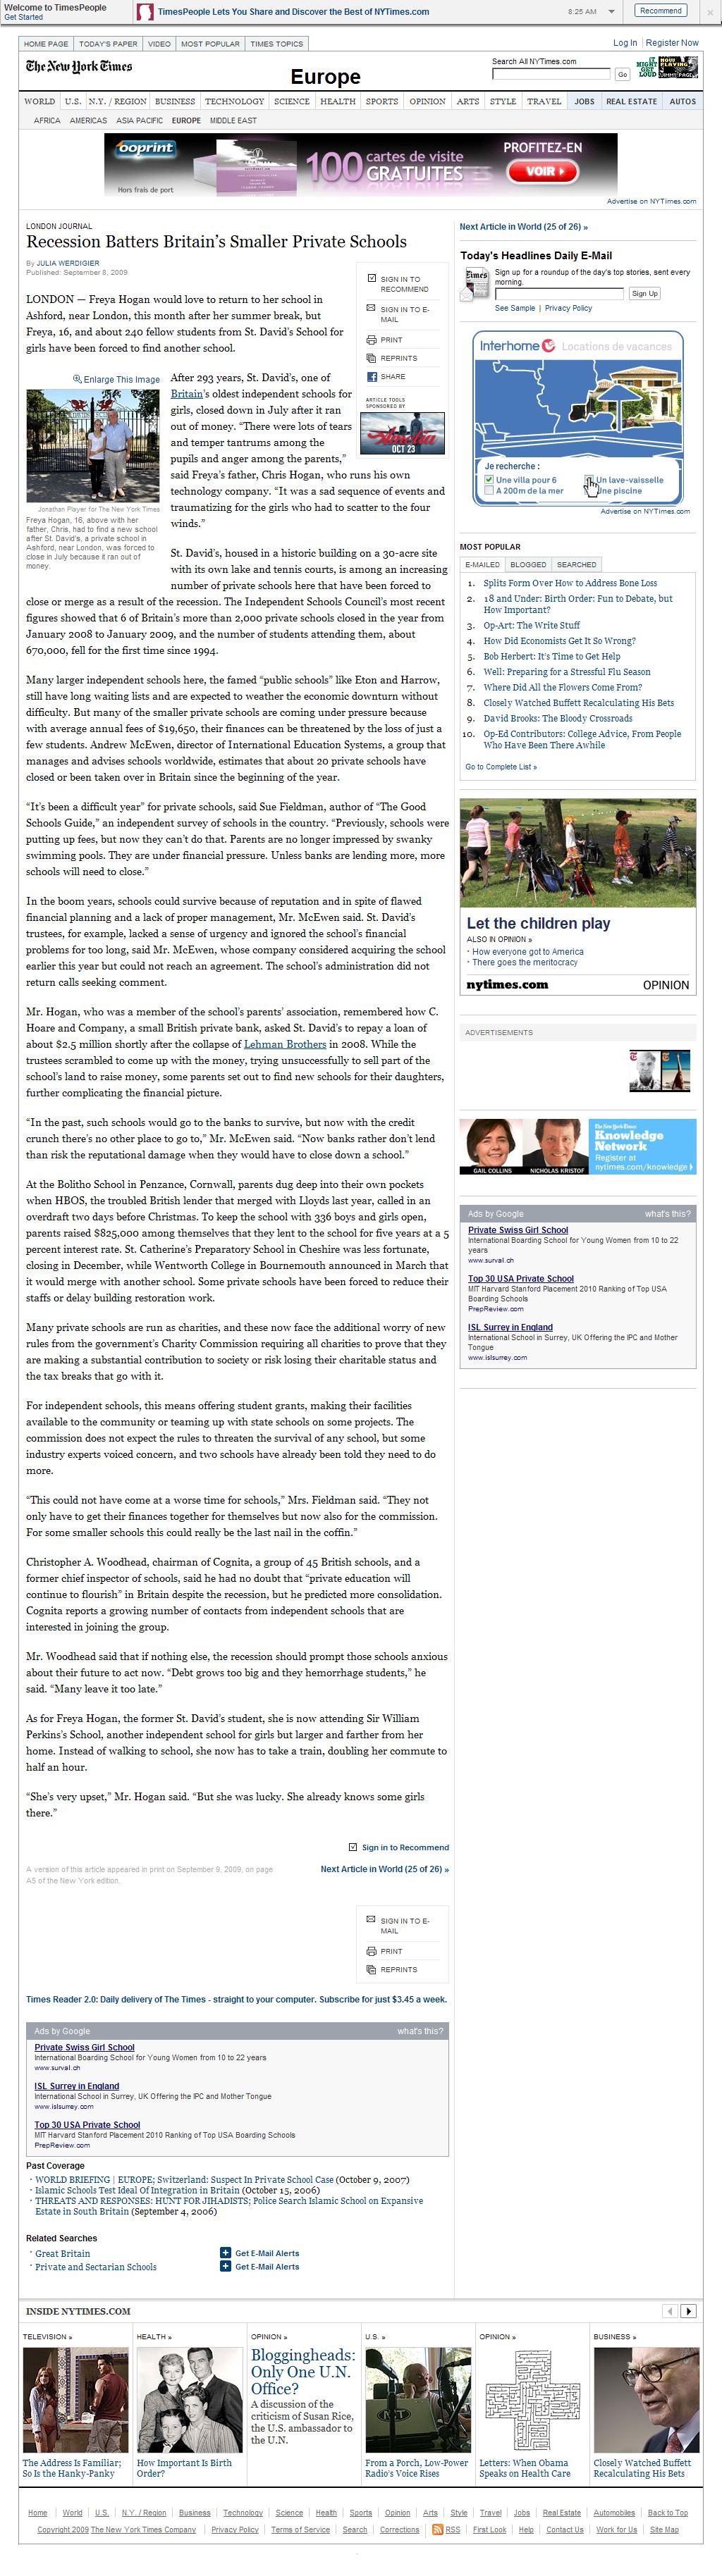 Welcome to TimesPeople
Get Started
TimesPeople Lets You Share and Discover the Best of NYTimes.com
8:25 AM
Recommend
HOME PAGE
TODAY'S PAPER
VIDEO
MOST POPULAR
TIMES TOPICS
Log In
Register Now
The New York Times
Europe
Search All NYTimes.com
Go
IT MIGHT GET LOUD
NOW PLAYING
WORLD
U.S.
N.Y. / REGION
BUSINESS
TECHNOLOGY
SCIENCE
HEALTH
SPORTS
OPINION
ARTS
STYLE
TRAVEL
JOBS
REAL ESTATE
AUTOS
AFRICA
AMERICAS
ASIA PACIFIC
EUROPE
MIDDLE EAST
ooprint
Hors frais de port
100 cartes de visite GRATUITES
PROFITEZ-EN
VOIR
Advertise on NYTimes.com
LONDON JOURNAL
Recession Batters Britain's Smaller Private Schools
By JULIA WERDIGIER
Published: September 8, 2009
SIGN IN TO
RECOMMEND
SIGN IN TO E-
MAIL
PRINT
REPRINTS
SHARE
ARTICLE TOOLS
SPONSORED BY
Amelia
OCT 23
LONDON — Freya Hogan would love to return to her school in
Ashford, near London, this month after her summer break, but
Freya, 16, and about 240 fellow students from St. David's School for
girls have been forced to find another school.
Enlarge This Image
Jonathan Player for The New York Times
Freya Hogan, 16, above with her
father, Chris, had to find a new school
after St. David's, a private school in
Ashford, near London, was forced to
close in July because it ran out of
money.
After 293 years, St. David's, one of
Britain's oldest independent schools for
girls, closed down in July after it ran
out of money. “There were lots of tears
and temper tantrums among the
pupils and anger among the parents,”
said Freya's father, Chris Hogan, who runs his own
technology company. “It was a sad sequence of events and
traumatizing for the girls who had to scatter to the four
winds.”
St. David's, housed in a historic building on a 30-acre site
with its own lake and tennis courts, is among an increasing
number of private schools here that have been forced to
close or merge as a result of the recession. The Independent Schools Council's most recent
figures showed that 6 of Britain's more than 2,000 private schools closed in the year from
January 2008 to January 2009, and the number of students attending them, about
670,000, fell for the first time since 1994.
Many larger independent schools here, the famed “public schools” like Eton and Harrow,
still have long waiting lists and are expected to weather the economic downturn without
difficulty. But many of the smaller private schools are coming under pressure because
with average annual fees of $19,650, their finances can be threatened by the loss of just a
few students. Andrew McEwen, director of International Education Systems, a group that
manages and advises schools worldwide, estimates that about 20 private schools have
closed or been taken over in Britain since the beginning of the year.
“It's been a difficult year” for private schools, said Sue Fieldman, author of “The Good
Schools Guide,” an independent survey of schools in the country. “Previously, schools were
putting up fees, but now they can't do that. Parents are no longer impressed by swanky
swimming pools. They are under financial pressure. Unless banks are lending more, more
schools will need to close.”
In the boom years, schools could survive because of reputation and in spite of flawed
financial planning and a lack of proper management, Mr. McEwen said. St. David's
trustees, for example, lacked a sense of urgency and ignored the school's financial
problems for too long, said Mr. McEwen, whose company considered acquiring the school
earlier this year but could not reach an agreement. The school's administration did not
return calls seeking comment.
Mr. Hogan, who was a member of the school's parents' association, remembered how C.
Hoare and Company, a small British private bank, asked St. David's to repay a loan of
about $2.5 million shortly after the collapse of Lehman Brothers in 2008. While the
trustees scrambled to come up with the money, trying unsuccessfully to sell part of the
school's land to raise money, some parents set out to find new schools for their daughters,
further complicating the financial picture.
“In the past, such schools would go to the banks to survive, but now with the credit
crunch there's no other place to go to,” Mr. McEwen said. “Now banks rather don't lend
than risk the reputational damage when they would have to close down a school.”
At the Bolitho School in Penzance, Cornwall, parents dug deep into their own pockets
when HBOS, the troubled British lender that merged with Lloyds last year, called in an
overdraft two days before Christmas. To keep the school with 336 boys and girls open,
parents raised $825,000 among themselves that they lent to the school for five years at a 5
percent interest rate. St. Catherine's Preparatory School in Cheshire was less fortunate,
closing in December, while Wentworth College in Bournemouth announced in March that
it would merge with another school. Some private schools have been forced to reduce their
staffs or delay building restoration work.
Many private schools are run as charities, and these now face the additional worry of new
rules from the government's Charity Commission requiring all charities to prove that they
are making a substantial contribution to society or risk losing their charitable status and
the tax breaks that go with it.
For independent schools, this means offering student grants, making their facilities
available to the community or teaming up with state schools on some projects. The
commission does not expect the rules to threaten the survival of any school, but some
industry experts voiced concern, and two schools have already been told they need to do
more.
“This could not have come at a worse time for schools,” Mrs. Fieldman said. “They not
only have to get their finances together for themselves but now also for the commission.
For some smaller schools this could really be the last nail in the coffin.”
Christopher A. Woodhead, chairman of Cognita, a group of 45 British schools, and a
former chief inspector of schools, said he had no doubt that “private education will
continue to flourish” in Britain despite the recession, but he predicted more consolidation.
Cognita reports a growing number of contacts from independent schools that are
interested in joining the group.
Mr. Woodhead said that if nothing else, the recession should prompt those schools anxious
about their future to act now. “Debt grows too big and they hemorrhage students,” he
said. “Many leave it too late.”
As for Freya Hogan, the former St. David's student, she is now attending Sir William
Perkins's School, another independent school for girls but larger and farther from her
home. Instead of walking to school, she now has to take a train, doubling her commute to
half an hour.
“She's very upset,” Mr. Hogan said. “But she was lucky. She already knows some girls
there.”
Sign in to Recommend
Next Article in World (25 of 26) »
A version of this article appeared in print on September 9, 2009, on page
A5 of the New York edition.
SIGN IN TO E-
MAIL
PRINT
REPRINTS
Times Reader 2.0: Daily delivery of The Times - straight to your computer. Subscribe for just $3.45 a week.
Ads by Google
what's this?
Private Swiss Girl School
International Boarding School for Young Women from 10 to 22 years
www.surval.ch
ISL Surrey in England
International School in Surrey, UK Offering the IPC and Mother Tongue
www.islsurrey.com
Top 30 USA Private School
MIT Harvard Stanford Placement 2010 Ranking of Top USA Boarding Schools
PrepReview.com
Past Coverage
WORLD BRIEFING | EUROPE; Switzerland: Suspect In Private School Case (October 9, 2007)
Islamic Schools Test Ideal Of Integration in Britain (October 15, 2006)
THREATS AND RESPONSES: HUNT FOR JIHADISTS; Police Search Islamic School on Expansive
Estate in South Britain (September 4, 2006)
Related Searches
Great Britain
Get E-Mail Alerts
Private and Sectarian Schools
Get E-Mail Alerts
Next Article in World (25 of 26) »
Today's Headlines Daily E-Mail
Sign up for a roundup of the day's top stories, sent every
morning.
Sign Up
See Sample | Privacy Policy
Interhome
Locations de vacances
Je recherche :
Une villa pour 6
Un lave-vaisselle
A 200m de la mer
Une piscine
Advertise on NYTimes.com
MOST POPULAR
E-MAILED
BLOGGED
SEARCHED
1. Splits Form Over How to Address Bone Loss
2. 18 and Under: Birth Order: Fun to Debate, but
How Important?
3. Op-Art: The Write Stuff
4. How Did Economists Get It So Wrong?
5. Bob Herbert: It's Time to Get Help
6. Well: Preparing for a Stressful Flu Season
7. Where Did All the Flowers Come From?
8. Closely Watched Buffett Recalculating His Bets
9. David Brooks: The Bloody Crossroads
10. Op-Ed Contributors: College Advice, From People
Who Have Been There Awhile
Go to Complete List »
Let the children play
ALSO IN OPINION »
How everyone got to America
There goes the meritocracy
nytimes.com
OPINION
ADVERTISEMENTS
GAIL COLLINS
NICHOLAS KRISTOF
The New York Times
Knowledge
Network
Register at
nytimes.com/knowledge
Ads by Google
what's this?
Private Swiss Girl School
International Boarding School for Young Women from 10 to 22
years
www.surval.ch
Top 30 USA Private School
MIT Harvard Stanford Placement 2010 Ranking of Top USA
Boarding Schools
PrepReview.com
ISL Surrey in England
International School in Surrey, UK Offering the IPC and Mother
Tongue
www.islsurrey.com
INSIDE NYTIMES.COM
TELEVISION »
The Address Is Familiar;
So Is the Hanky-Panky
HEALTH »
How Important Is Birth
Order?
OPINION »
Bloggingheads:
Only One U.N.
Office?
A discussion of the
criticism of Susan Rice,
the U.S. ambassador to
the U.N.
U.S. »
From a Porch, Low-Power
Radio's Voice Rises
OPINION »
Letters: When Obama
Speaks on Health Care
BUSINESS »
Closely Watched Buffett
Recalculating His Bets
Home
World
U.S.
N.Y. / Region
Business
Technology
Science
Health
Sports
Opinion
Arts
Style
Travel
Jobs
Real Estate
Automobiles
Back to Top
Copyright 2009 The New York Times Company
Privacy Policy
Terms of Service
Search
Corrections
RSS
First Look
Help
Contact Us
Work for Us
Site Map